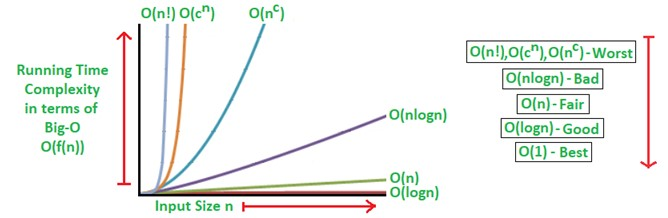 O(n!) O(cⁿ) O(nᶜ)
Running Time
Complexity
in terms of
Big-O
O(f(n))
O(nlogn)
O(n)
O(logn)
Input Size n
O(n!),O(cⁿ),O(nᶜ)-Worst
O(nlogn)-Bad
O(n)-Fair
O(logn)-Good
O(1) - Best